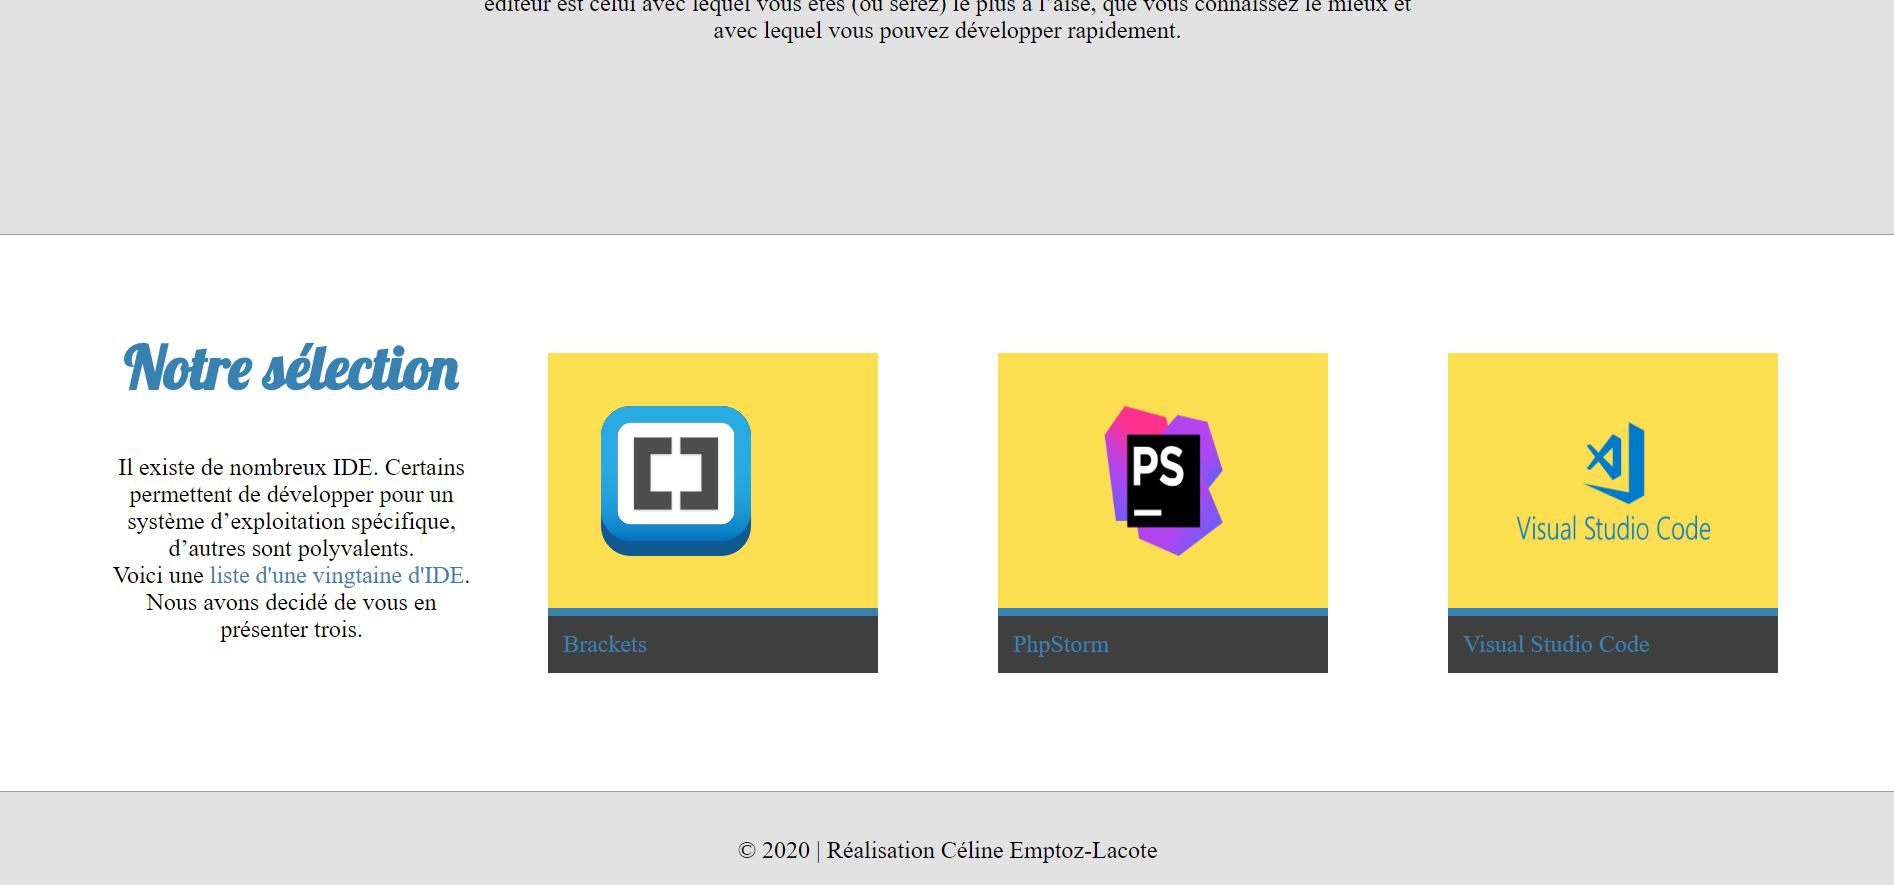 éditeur est celui avec lequel vous êtes (ou serez) le plus à l’aise, que vous connaissez le mieux et
avec lequel vous pouvez développer rapidement.
Notre sélection
Il existe de nombreux IDE. Certains
permettent de développer pour un
système d’exploitation spécifique,
d’autres sont polyvalents.
Voici une liste d'une vingtaine d'IDE.
Nous avons decidé de vous en
présenter trois.
PS
Visual Studio Code
Brackets
PhpStorm
Visual Studio Code
© 2020 | Réalisation Céline Emptoz-Lacote